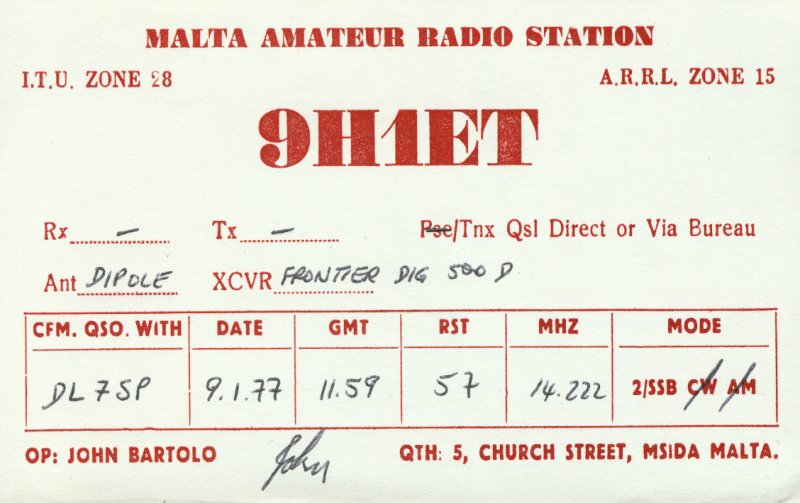 MALTA AMATEUR RADIO STATION
I.T.U. ZONE 28 A.R.R.L. ZONE 15
9H1ET
Rx – Tx – Pse/Tnx Qsl Direct or Via Bureau
Ant DIPOLE XCVR FRONTIER DIG 500 D
CFM. QSO. WITH DATE GMT RST MHZ MODE
DL7SP 9.1.77 11.59 57 14.222 2/SSB CW AM
OP: JOHN BARTOLO John QTH: 5, CHURCH STREET, MSIDA MALTA.